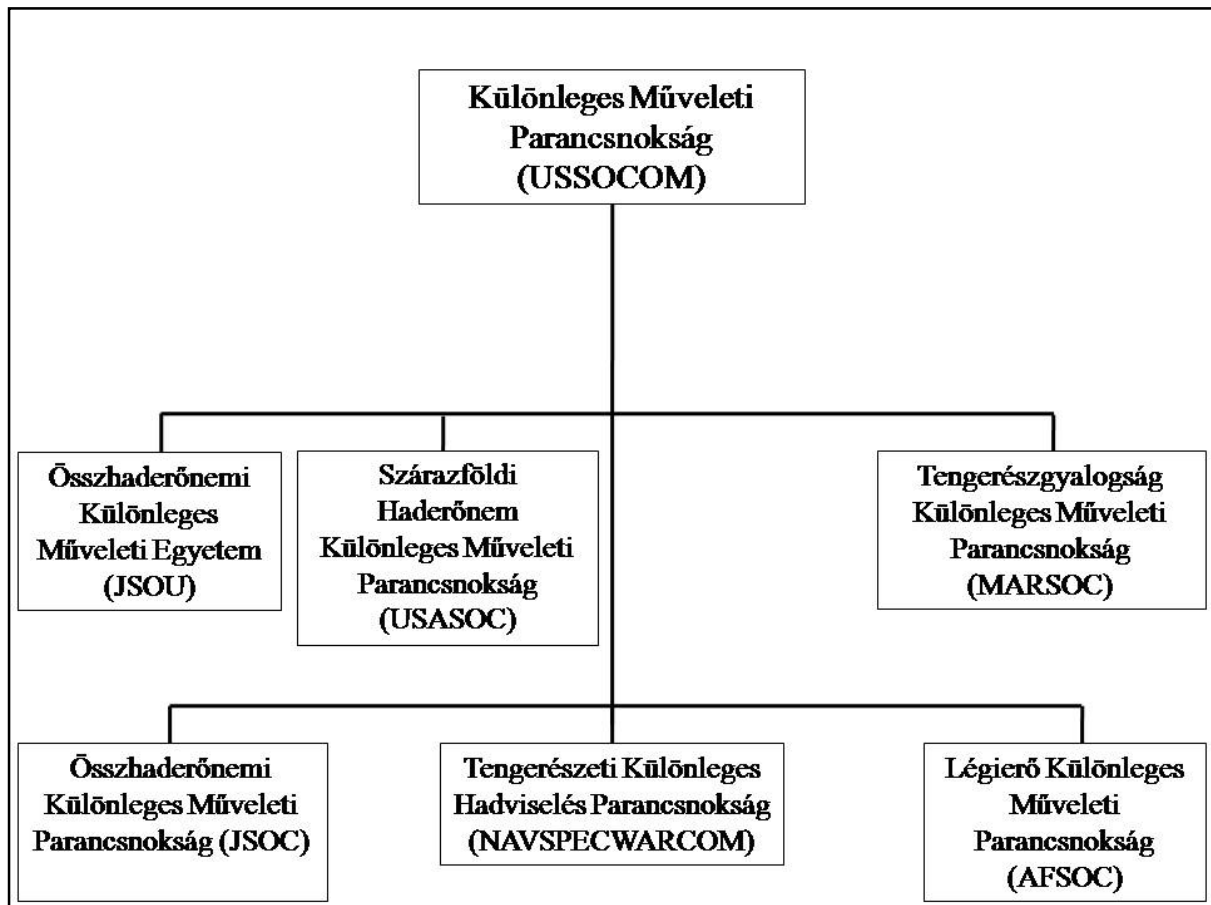 Különleges Műveleti
Parancsnokság
(USSOCOM)
Összhaderőnemi
Különleges
Műveleti Egyetem
(JSOU)
Szárazföldi
Haderőnem
Különleges Műveleti
Parancsnokság
(USASOC)
Tengerészgyalogság
Különleges Műveleti
Parancsnokság
(MARSOC)
Összhaderőnemi
Különleges Műveleti
Parancsnokság (JSOC)
Tengerészeti Különleges
Hadviselés Parancsnokság
(NAVSPECWARCOM)
Légierő Különleges
Műveleti
Parancsnokság
(AFSOC)